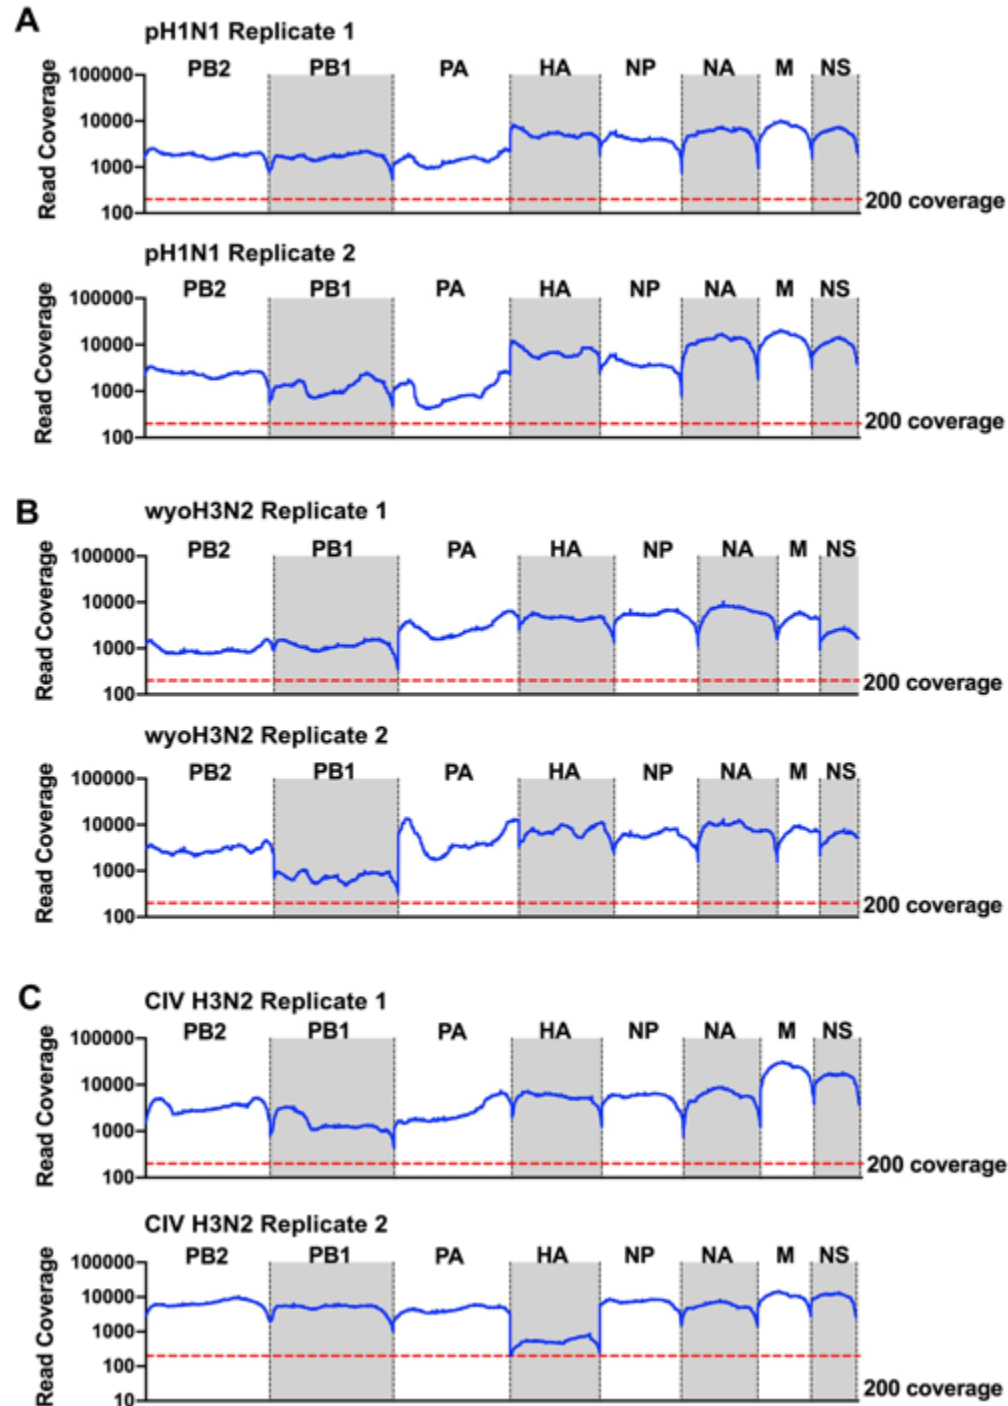 A
pH1N1 Replicate 1
PB2 PB1 PA HA NP NA M NS
Read Coverage
100000
10000
1000
100
200 coverage
pH1N1 Replicate 2
PB2 PB1 PA HA NP NA M NS
Read Coverage
100000
10000
1000
100
200 coverage
B
wyoH3N2 Replicate 1
PB2 PB1 PA HA NP NA M NS
Read Coverage
100000
10000
1000
100
200 coverage
wyoH3N2 Replicate 2
PB2 PB1 PA HA NP NA M NS
Read Coverage
100000
10000
1000
100
200 coverage
C
CIV H3N2 Replicate 1
PB2 PB1 PA HA NP NA M NS
Read Coverage
100000
10000
1000
100
200 coverage
CIV H3N2 Replicate 2
PB2 PB1 PA HA NP NA M NS
Read Coverage
100000
10000
1000
100
10
200 coverage